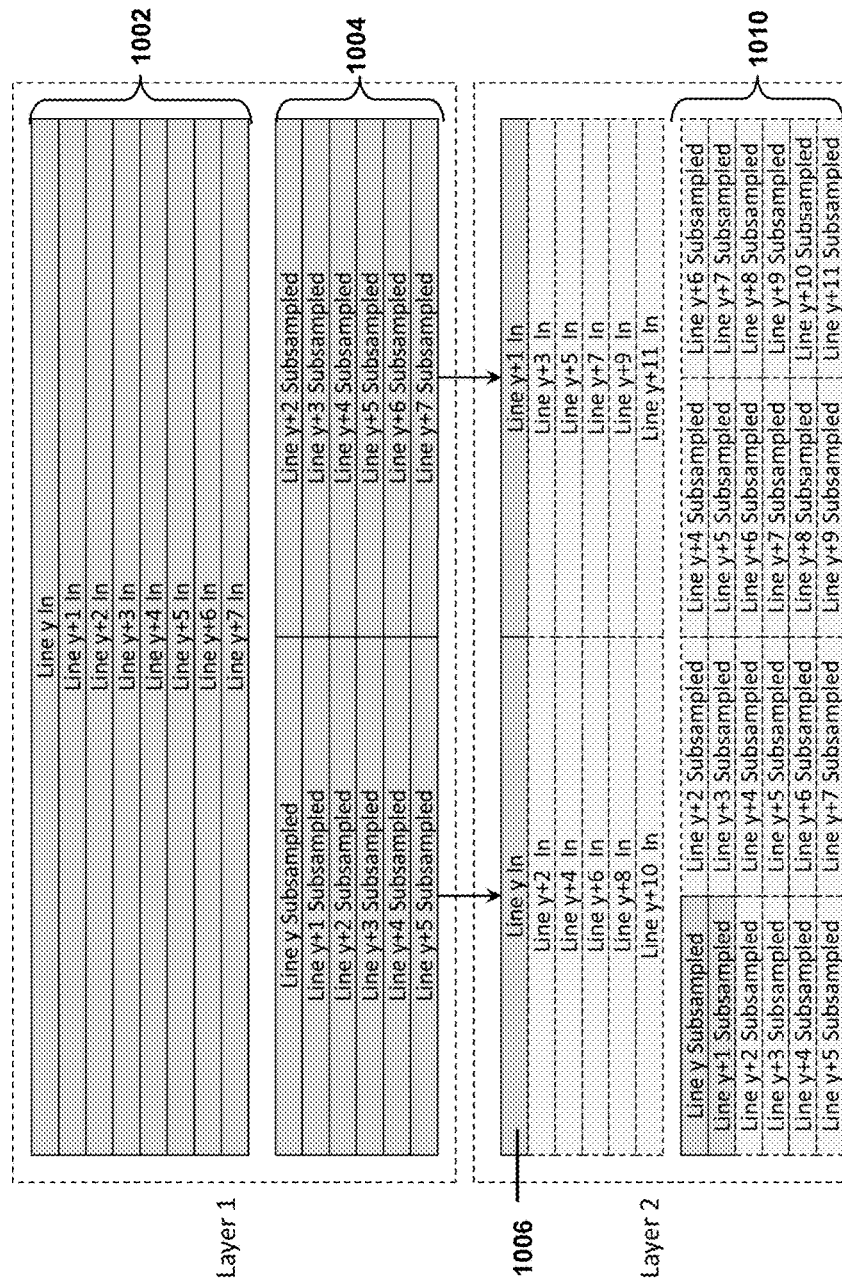 Layer 1
1002
Line y In
Line y+1 In
Line y+2 In
Line y+3 In
Line y+4 In
Line y+5 In
Line y+6 In
Line y+7 In
1004
Line y Subsampled
Line y+1 Subsampled
Line y+2 Subsampled
Line y+3 Subsampled
Line y+4 Subsampled
Line y+5 Subsampled
Line y+2 Subsampled
Line y+3 Subsampled
Line y+4 Subsampled
Line y+5 Subsampled
Line y+6 Subsampled
Line y+7 Subsampled
Layer 2
1006
Line y In
Line y+2 In
Line y+4 In
Line y+6 In
Line y+8 In
Line y+10 In
Line y+1 In
Line y+3 In
Line y+5 In
Line y+7 In
Line y+9 In
Line y+11 In
1010
Line y Subsampled
Line y+1 Subsampled
Line y+2 Subsampled
Line y+3 Subsampled
Line y+4 Subsampled
Line y+5 Subsampled
Line y+2 Subsampled
Line y+3 Subsampled
Line y+4 Subsampled
Line y+5 Subsampled
Line y+6 Subsampled
Line y+7 Subsampled
Line y+4 Subsampled
Line y+5 Subsampled
Line y+6 Subsampled
Line y+7 Subsampled
Line y+8 Subsampled
Line y+9 Subsampled
Line y+6 Subsampled
Line y+7 Subsampled
Line y+8 Subsampled
Line y+9 Subsampled
Line y+10 Subsampled
Line y+11 Subsampled